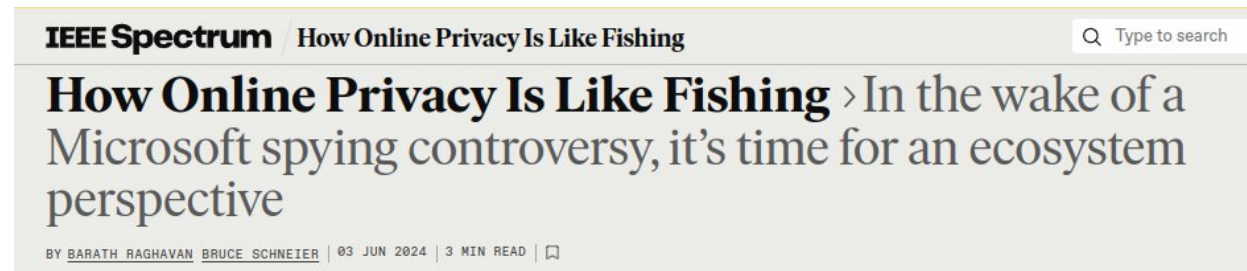 IEEE Spectrum How Online Privacy Is Like Fishing Type to search
How Online Privacy Is Like Fishing › In the wake of a
Microsoft spying controversy, it’s time for an ecosystem
perspective
BY BARATH RAGHAVAN BRUCE SCHNEIER | 03 JUN 2024 | 3 MIN READ |